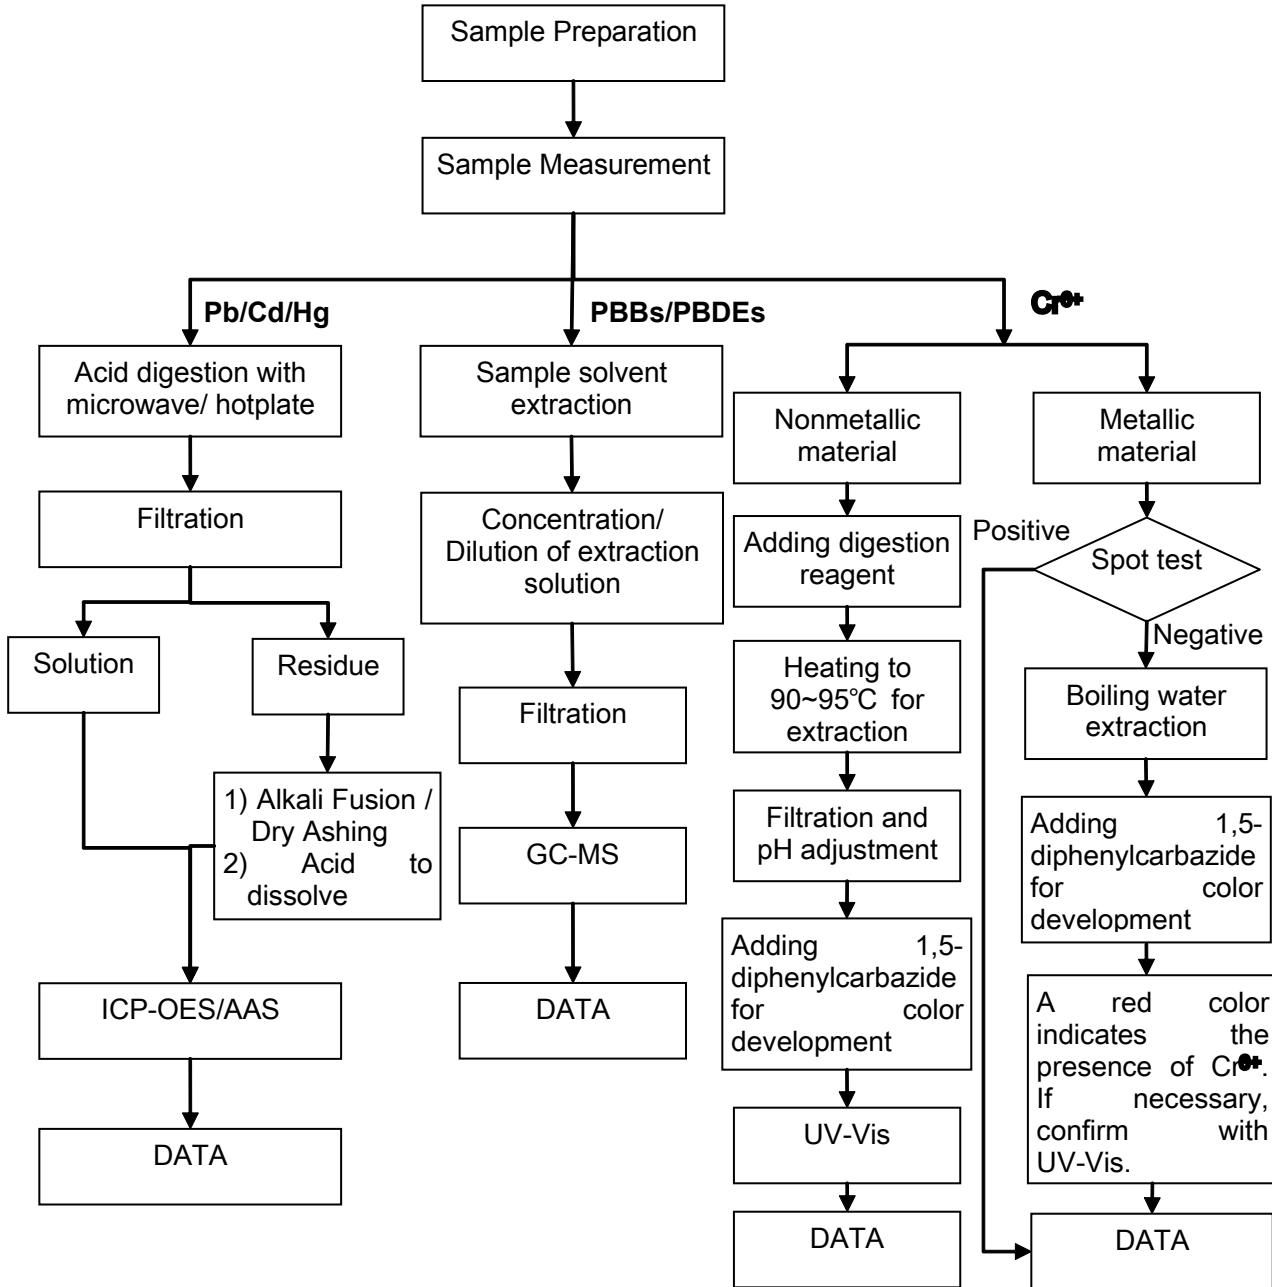 Sample Preparation
Sample Measurement
Pb/Cd/Hg
Acid digestion with
microwave/ hotplate
Filtration
Solution
Residue
1) Alkali Fusion /
Dry Ashing
2) Acid to
dissolve
ICP-OES/AAS
DATA
PBBs/PBDEs
Sample solvent
extraction
Concentration/
Dilution of extraction
solution
Filtration
GC-MS
DATA
Cr⁶⁺
Nonmetallic
material
Adding digestion
reagent
Heating to
90~95℃ for
extraction
Filtration and
pH adjustment
Adding 1,5-
diphenylcarbazide
for color
development
UV-Vis
DATA
Metallic
material
Positive
Spot test
Negative
Boiling water
extraction
Adding 1,5-
diphenylcarbazide
for color
development
A red color
indicates the
presence of Cr⁶⁺.
If necessary,
confirm with
UV-Vis.
DATA